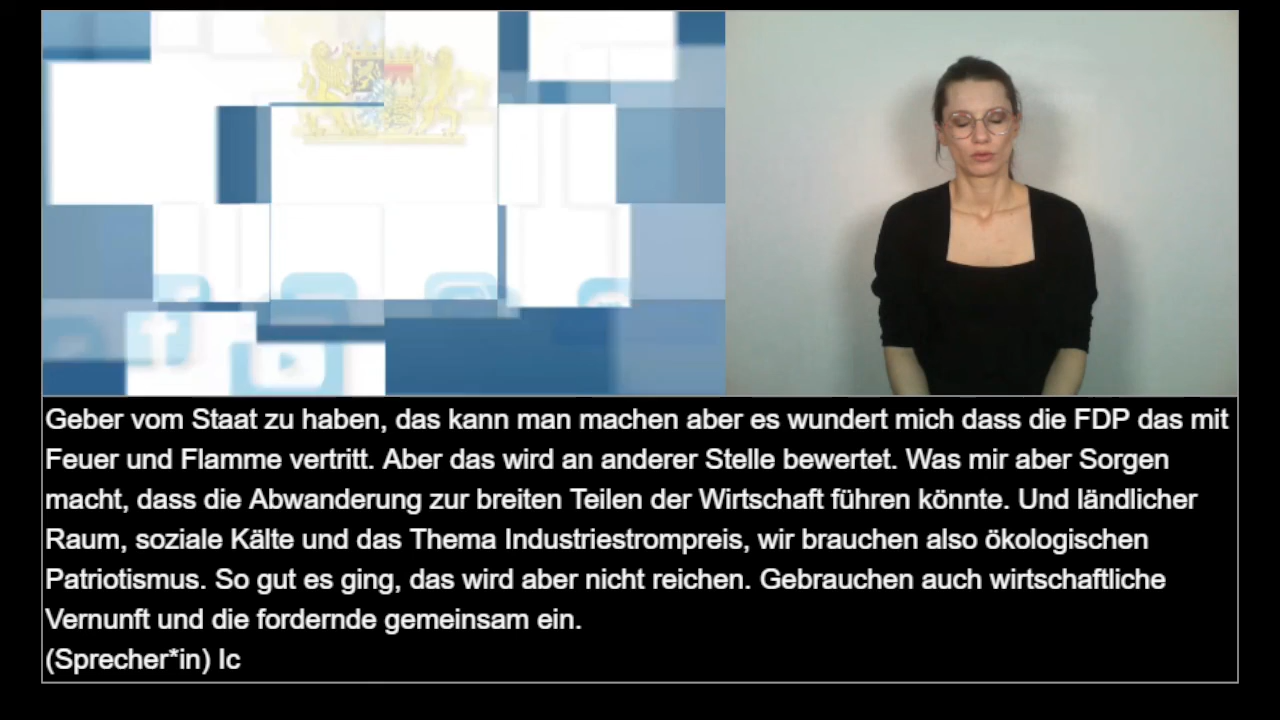 Geber vom Staat zu haben, das kann man machen aber es wundert mich dass die FDP das mit
Feuer und Flamme vertritt. Aber das wird an anderer Stelle bewertet. Was mir aber Sorgen
macht, dass die Abwanderung zur breiten Teilen der Wirtschaft führen könnte. Und ländlicher
Raum, soziale Kälte und das Thema Industriestrompreis, wir brauchen also ökologischen
Patriotismus. So gut es ging, das wird aber nicht reichen. Gebrauchen auch wirtschaftliche
Vernunft und die fordernde gemeinsam ein.
(Sprecher*in) Ic